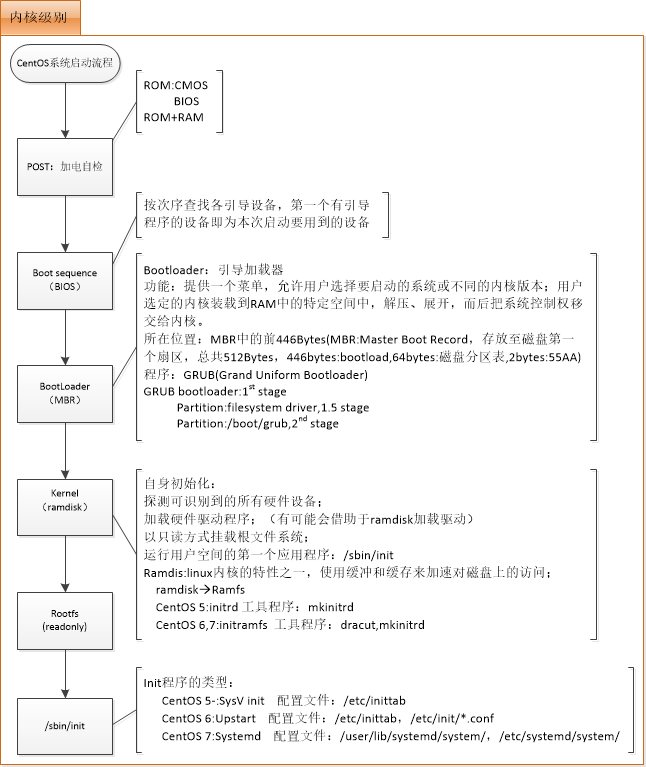 内核级别
CentOS系统启动流程
ROM:CMOS
BIOS
ROM+RAM
POST：加电自检
按次序查找各引导设备，第一个有引导
程序的设备即为本次启动要用到的设备
Boot sequence
（BIOS）
Bootloader：引导加载器
功能：提供一个菜单，允许用户选择要启动的系统或不同的内核版本；用户
选定的内核装载到RAM中的特定空间中，解压、展开，而后把系统控制权移
交给内核。
所在位置：MBR中的前446Bytes(MBR:Master Boot Record，存放至磁盘第一
个扇区，总共512Bytes，446bytes:bootload,64bytes:磁盘分区表,2bytes:55AA)
程序：GRUB(Grand Uniform Bootloader)
GRUB bootloader:1st stage
Partition:filesystem driver,1.5 stage
Partition:/boot/grub,2nd stage
BootLoader
（MBR）
Kernel
（ramdisk）
自身初始化：
探测可识别到的所有硬件设备；
加载硬件驱动程序；（有可能会借助于ramdisk加载驱动）
以只读方式挂载根文件系统；
运行用户空间的第一个应用程序：/sbin/init
Ramdis:linux内核的特性之一，使用缓冲和缓存来加速对磁盘上的访问；
ramdisk→Ramfs
CentOS 5:initrd 工具程序：mkinitrd
CentOS 6,7:initramfs 工具程序：dracut,mkinitrd
Rootfs
(readonly)
/sbin/init
Init程序的类型：
CentOS 5-:SysV init 配置文件：/etc/inittab
CentOS 6:Upstart 配置文件：/etc/inittab，/etc/init/*.conf
CentOS 7:Systemd 配置文件：/user/lib/systemd/system/，/etc/systemd/system/